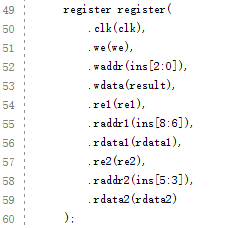 49 register register(
50 .clk(clk),
51 .we(we),
52 .waddr(ins[2:0]),
53 .wdata(result),
54 .re1(re1),
55 .raddr1(ins[8:6]),
56 .rdata1(rdata1),
57 .re2(re2),
58 .raddr2(ins[5:3]),
59 .rdata2(rdata2)
60 );